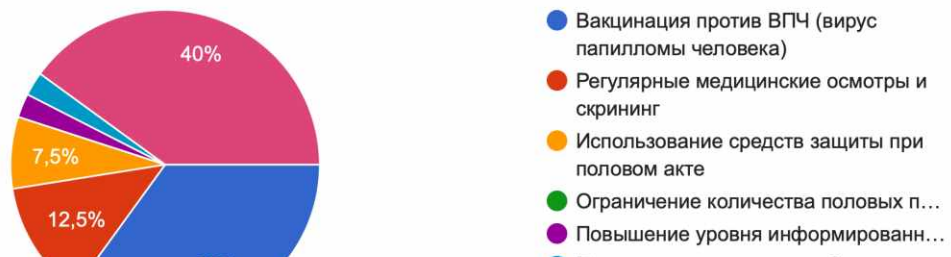 40%
7,5%
12,5%
Вакцинация против ВПЧ (вирус
папилломы человека)
Регулярные медицинские осмотры и
скрининг
Использование средств защиты при
половом акте
Ограничение количества половых п…
Повышение уровня информированн…